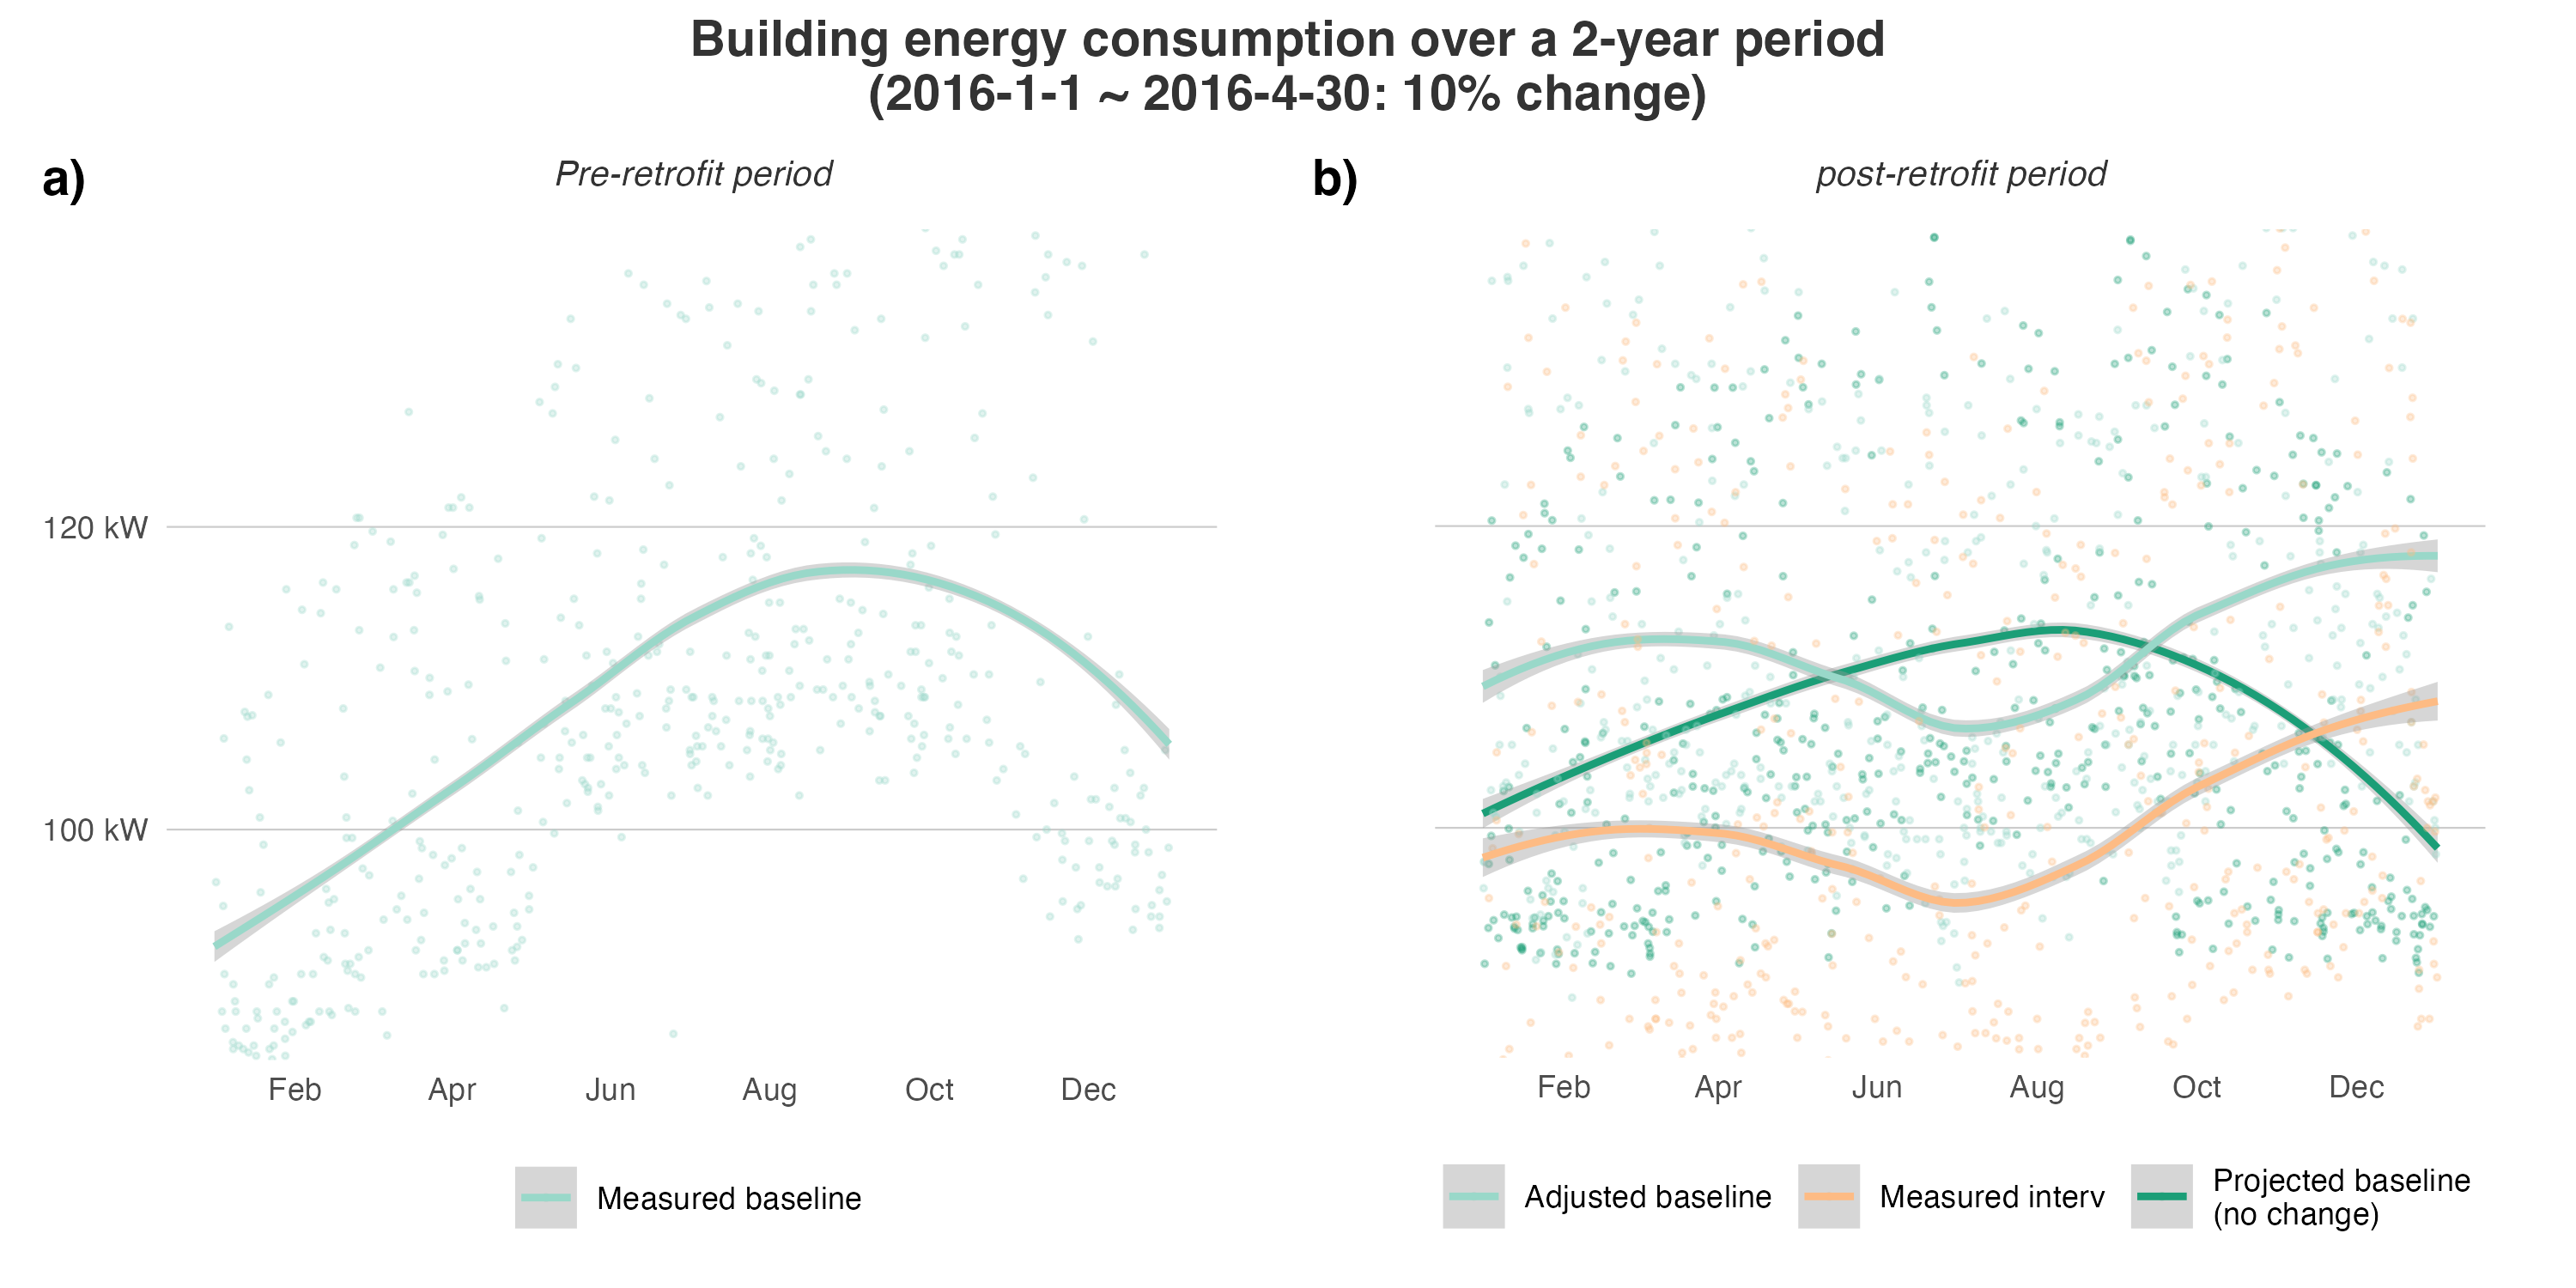 Building energy consumption over a 2-year period
(2016-1-1 ~ 2016-4-30: 10% change)
a)
Pre-retrofit period
120 kW
100 kW
Feb Apr Jun Aug Oct Dec
Measured baseline
b)
post-retrofit period
Feb Apr Jun Aug Oct Dec
Adjusted baseline
Measured interv
Projected baseline
(no change)